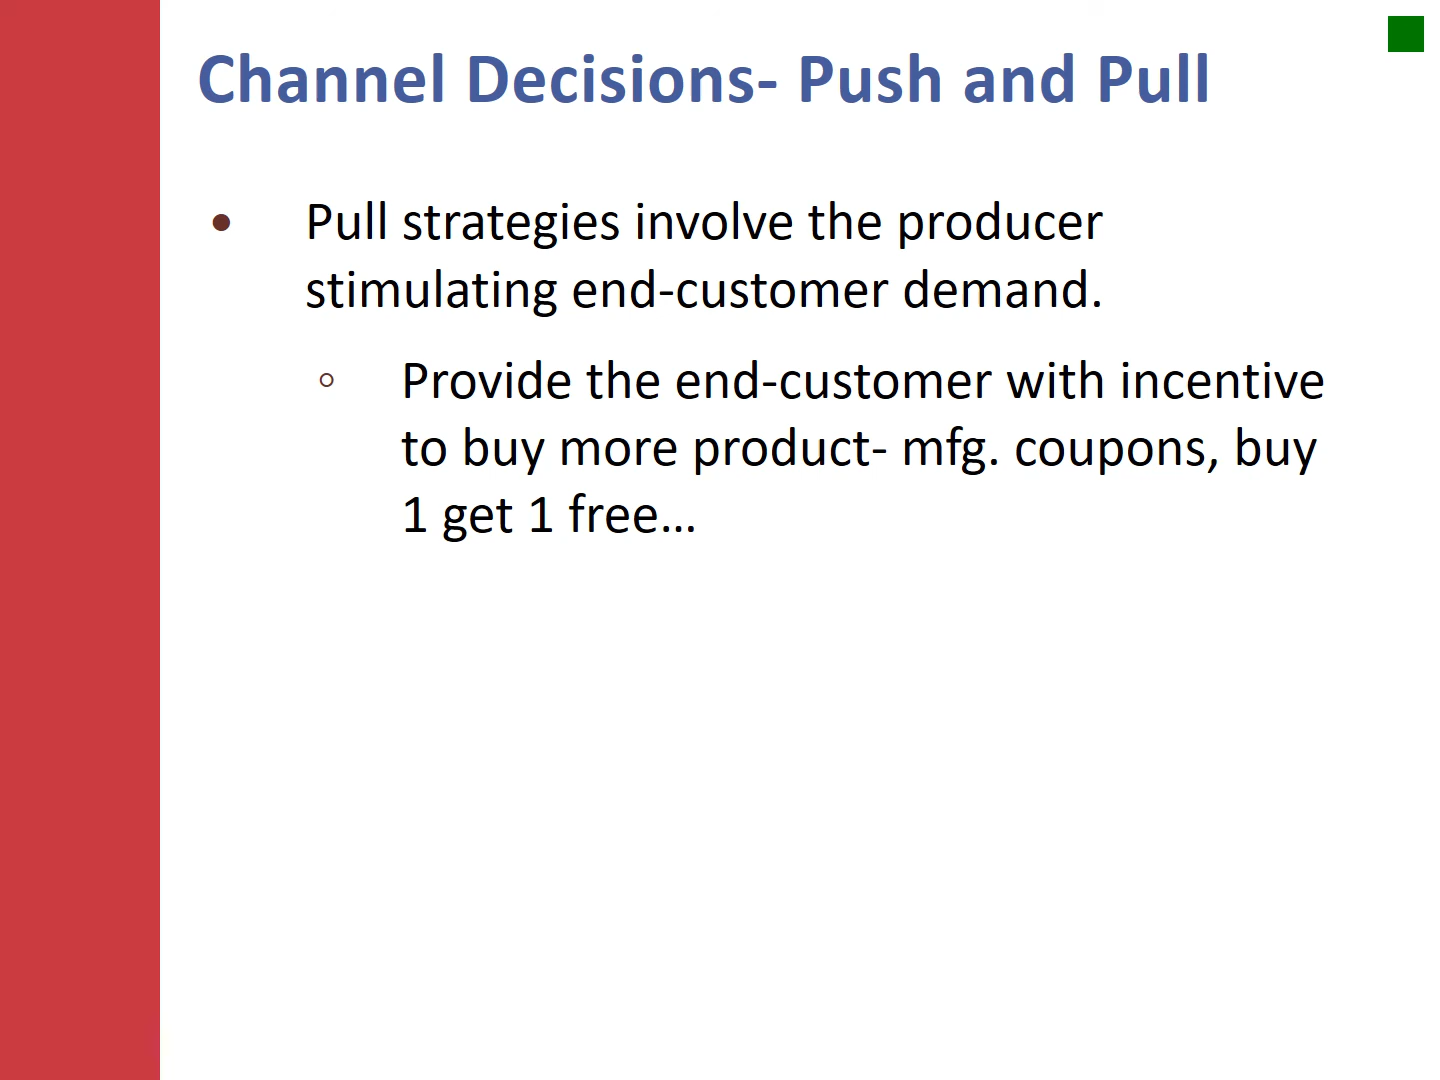 Channel Decisions- Push and Pull
• Pull strategies involve the producer
stimulating end-customer demand.
◦ Provide the end-customer with incentive
to buy more product- mfg. coupons, buy
1 get 1 free…